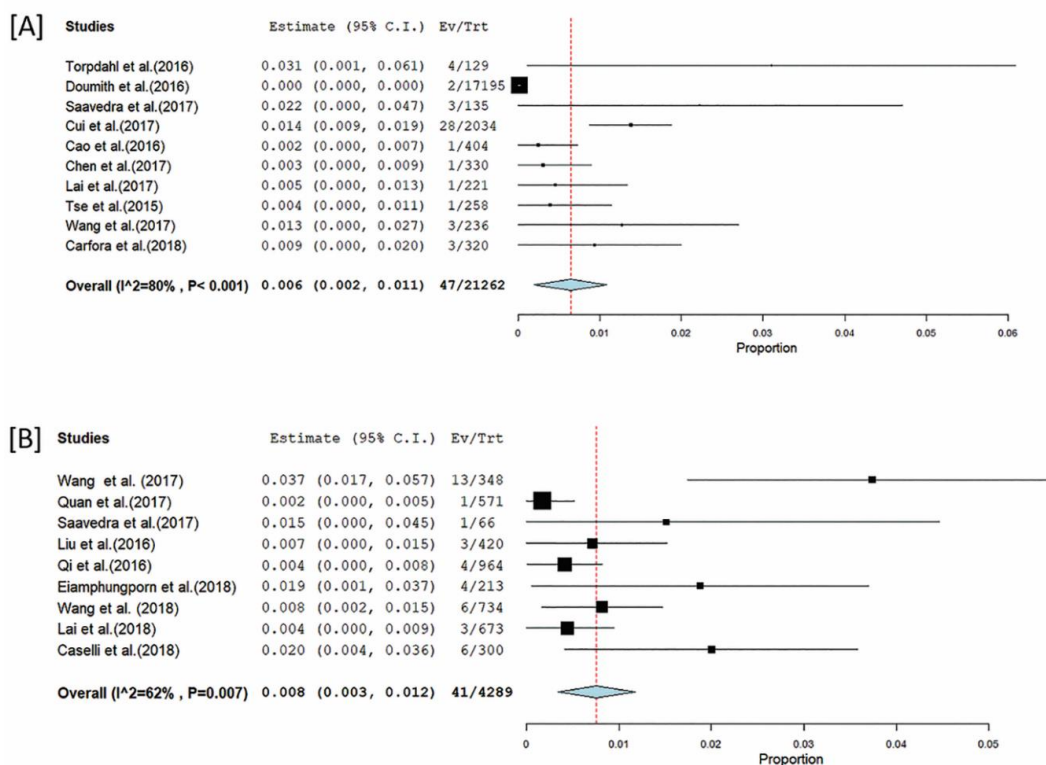 [A] Studies Estimate (95% C.I.) Ev/Trt
Torpdahl et al.(2016) 0.031 (0.001, 0.061) 4/129
Doumith et al.(2016) 0.000 (0.000, 0.000) 2/17195
Saavedra et al.(2017) 0.022 (0.000, 0.047) 3/135
Cui et al.(2017) 0.014 (0.009, 0.019) 28/2034
Cao et al.(2016) 0.002 (0.000, 0.007) 1/404
Chen et al.(2017) 0.003 (0.000, 0.009) 1/330
Lai et al.(2017) 0.005 (0.000, 0.013) 1/221
Tse et al.(2015) 0.004 (0.000, 0.011) 1/258
Wang et al.(2017) 0.013 (0.000, 0.027) 3/236
Carfora et al.(2018) 0.009 (0.000, 0.020) 3/320
Overall (I^2=80% , P< 0.001) 0.006 (0.002, 0.011) 47/21262
0 0.01 0.02 0.03 0.04 0.05 0.06
Proportion
[B] Studies Estimate (95% C.I.) Ev/Trt
Wang et al. (2017) 0.037 (0.017, 0.057) 13/348
Quan et al.(2017) 0.002 (0.000, 0.005) 1/571
Saavedra et al.(2017) 0.015 (0.000, 0.045) 1/66
Liu et al.(2016) 0.007 (0.000, 0.015) 3/420
Qi et al.(2016) 0.004 (0.000, 0.008) 4/964
Eiamphungporn et al.(2018) 0.019 (0.001, 0.037) 4/213
Wang et al. (2018) 0.008 (0.002, 0.015) 6/734
Lai et al.(2018) 0.004 (0.000, 0.009) 3/673
Caselli et al.(2018) 0.020 (0.004, 0.036) 6/300
Overall (I^2=62% , P=0.007) 0.008 (0.003, 0.012) 41/4289
0 0.01 0.02 0.03 0.04 0.05
Proportion